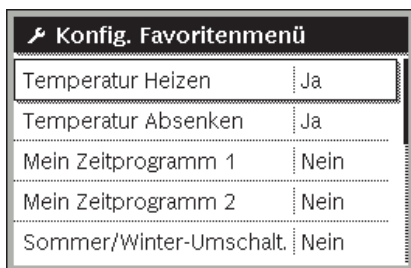 Konfig. Favoritenmenü
Temperatur Heizen Ja
Temperatur Absenken Ja
Mein Zeitprogramm 1 Nein
Mein Zeitprogramm 2 Nein
Sommer/Winter-Umschalt. Nein